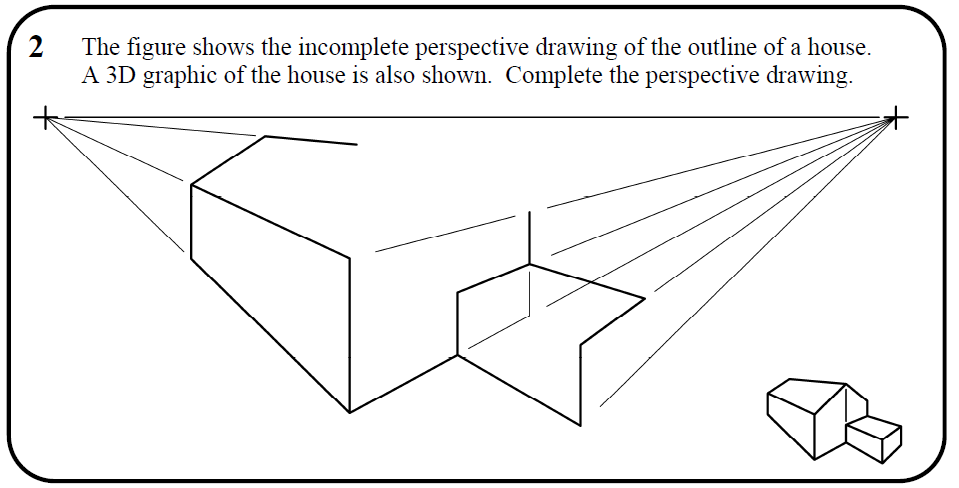 2 The figure shows the incomplete perspective drawing of the outline of a house.
A 3D graphic of the house is also shown. Complete the perspective drawing.